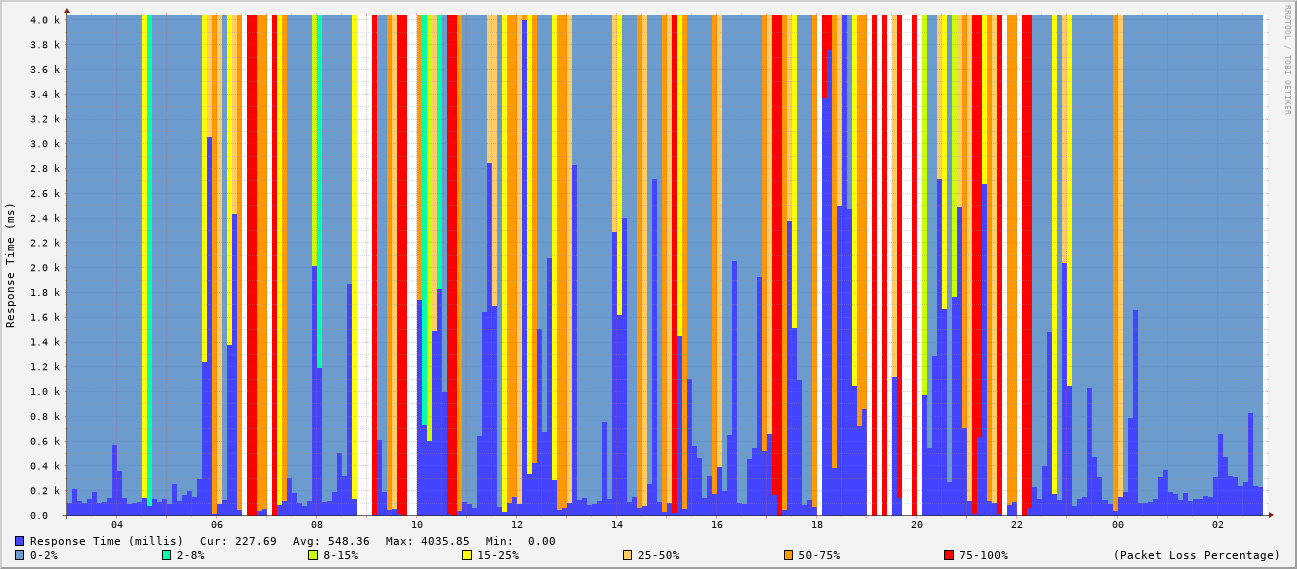 4.0 k
3.8 k
3.6 k
3.4 k
3.2 k
3.0 k
2.8 k
2.6 k
2.4 k
2.2 k
2.0 k
1.8 k
1.6 k
1.4 k
1.2 k
1.0 k
0.8 k
0.6 k
0.4 k
0.2 k
0.0
Response Time (ms)
RRDTOOL / TOBI OETIKER
04 06 08 10 12 14 16 18 20 22 00 02
Response Time (millis) Cur: 227.69 Avg: 548.36 Max: 4035.85 Min: 0.00
0-2% 2-8% 8-15% 15-25% 25-50% 50-75% 75-100% (Packet Loss Percentage)